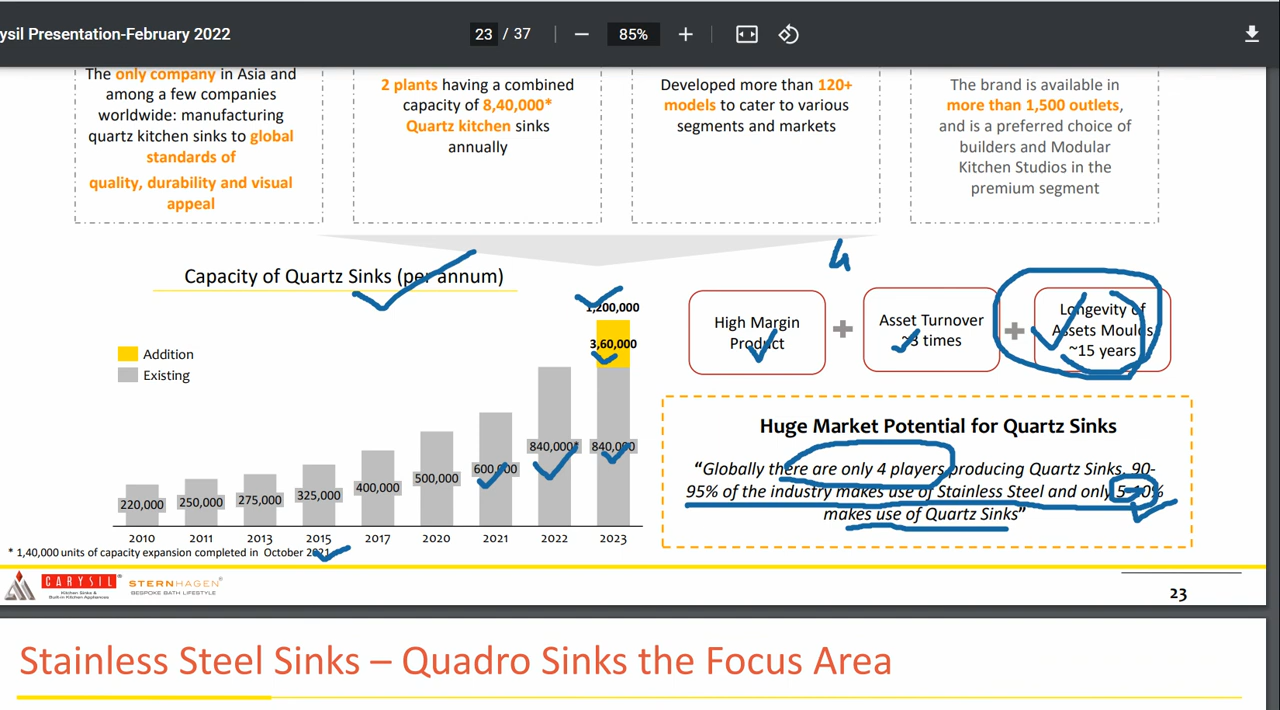 ysil Presentation-February 2022
23 / 37
85%
The only company in Asia and
among a few companies
worldwide: manufacturing
quartz kitchen sinks to global
standards of
quality, durability and visual
appeal
2 plants having a combined
capacity of 8,40,000*
Quartz kitchen sinks
annually
Developed more than 120+
models to cater to various
segments and markets
The brand is available in
more than 1,500 outlets,
and is a preferred choice of
builders and Modular
Kitchen Studios in the
premium segment
Capacity of Quartz Sinks (per annum)
Addition
Existing
1,200,000
3,60,000
220,000
250,000
275,000
325,000
400,000
500,000
600,000
840,000*
840,000
2010 2011 2013 2015 2017 2020 2021 2022 2023
* 1,40,000 units of capacity expansion completed in October 2021
4
High Margin
Product
+
Asset Turnover
~3 times
+
Longevity of
Assets Moulds
~15 years
Huge Market Potential for Quartz Sinks
“Globally there are only 4 players producing Quartz Sinks. 90-
95% of the industry makes use of Stainless Steel and only 5-10%
makes use of Quartz Sinks”
CARYSIL®
Kitchen Sinks &
Built-in Kitchen Appliances
STERNHAGEN®
BESPOKE BATH LIFESTYLE
23
Stainless Steel Sinks – Quadro Sinks the Focus Area